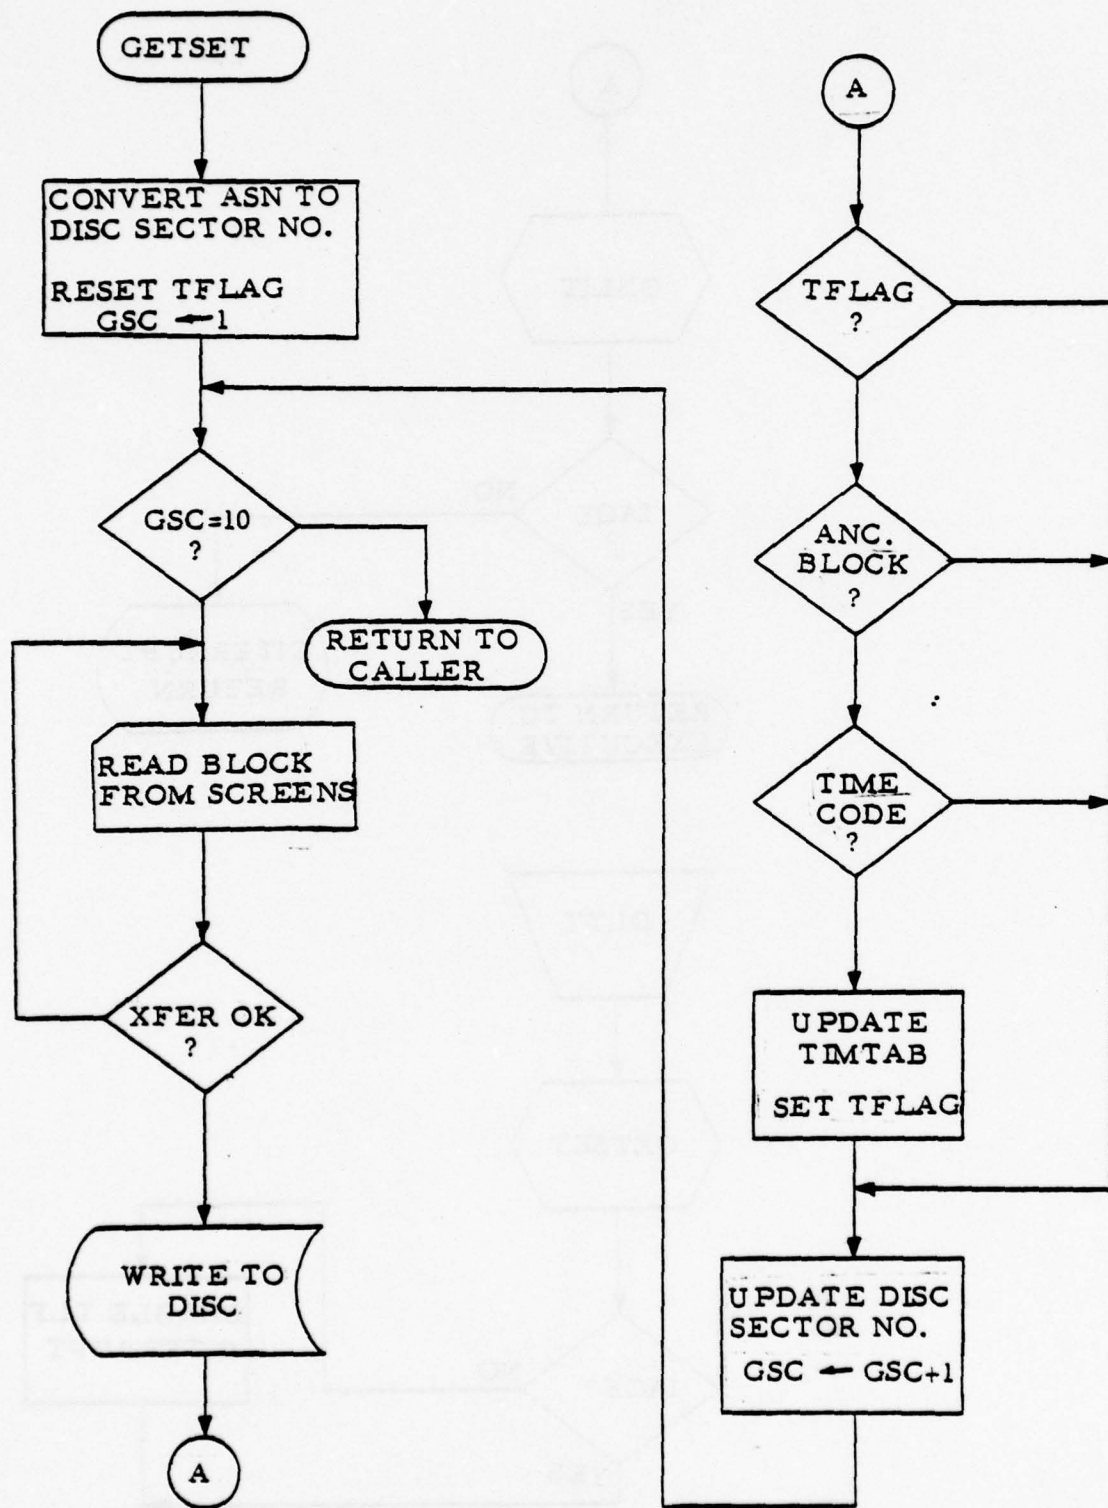 GETSET
CONVERT ASN TO
DISC SECTOR NO.
RESET TFLAG
GSC ← 1
GSC=10
?
RETURN TO
CALLER
READ BLOCK
FROM SCREENS
XFER OK
?
WRITE TO
DISC
A
A
TFLAG
?
ANC.
BLOCK
?
TIME
CODE
?
UPDATE
TIMTAB
SET TFLAG
UPDATE DISC
SECTOR NO.
GSC ← GSC+1